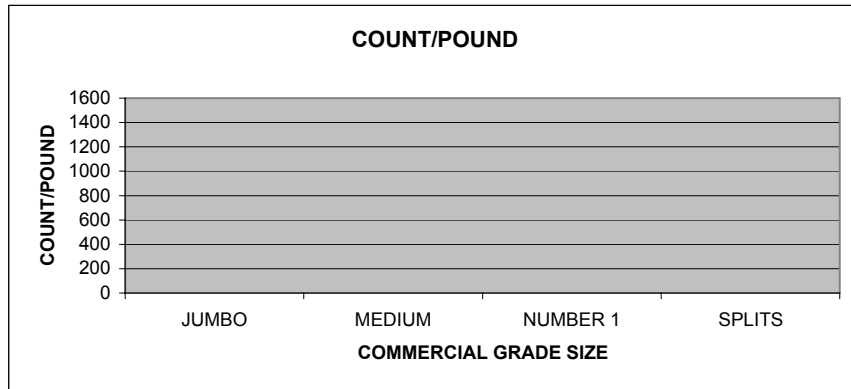 COUNT/POUND
COUNT/POUND
1600
1400
1200
1000
800
600
400
200
0
JUMBO MEDIUM NUMBER 1 SPLITS
COMMERCIAL GRADE SIZE